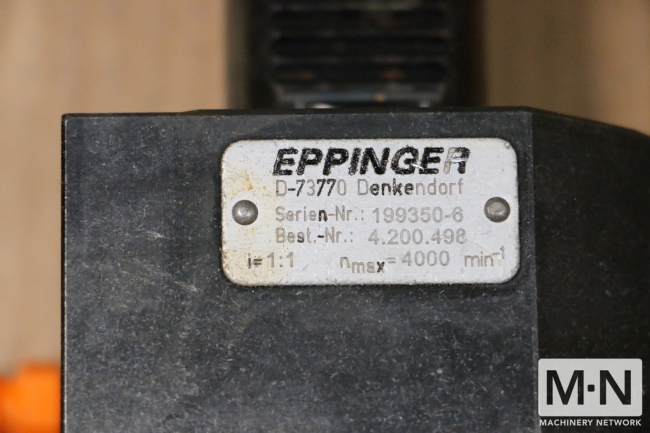 EPPINGER
D-73770 Denkendorf
Serien-Nr.: 199350-6
Best.-Nr.: 4.200.498
i=1:1 nmax=4000 min-1
M·N
MACHINERY NETWORK